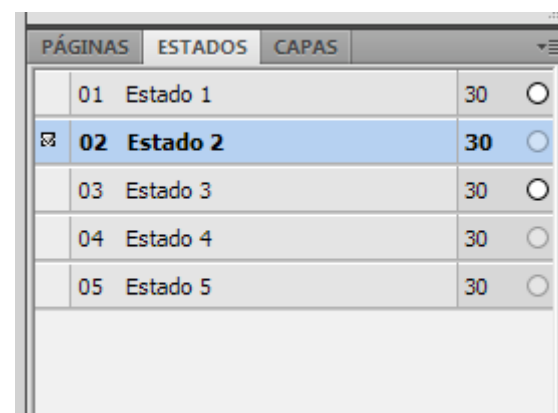 PÁGINAS ESTADOS CAPAS
01 Estado 1 30
02 Estado 2 30
03 Estado 3 30
04 Estado 4 30
05 Estado 5 30